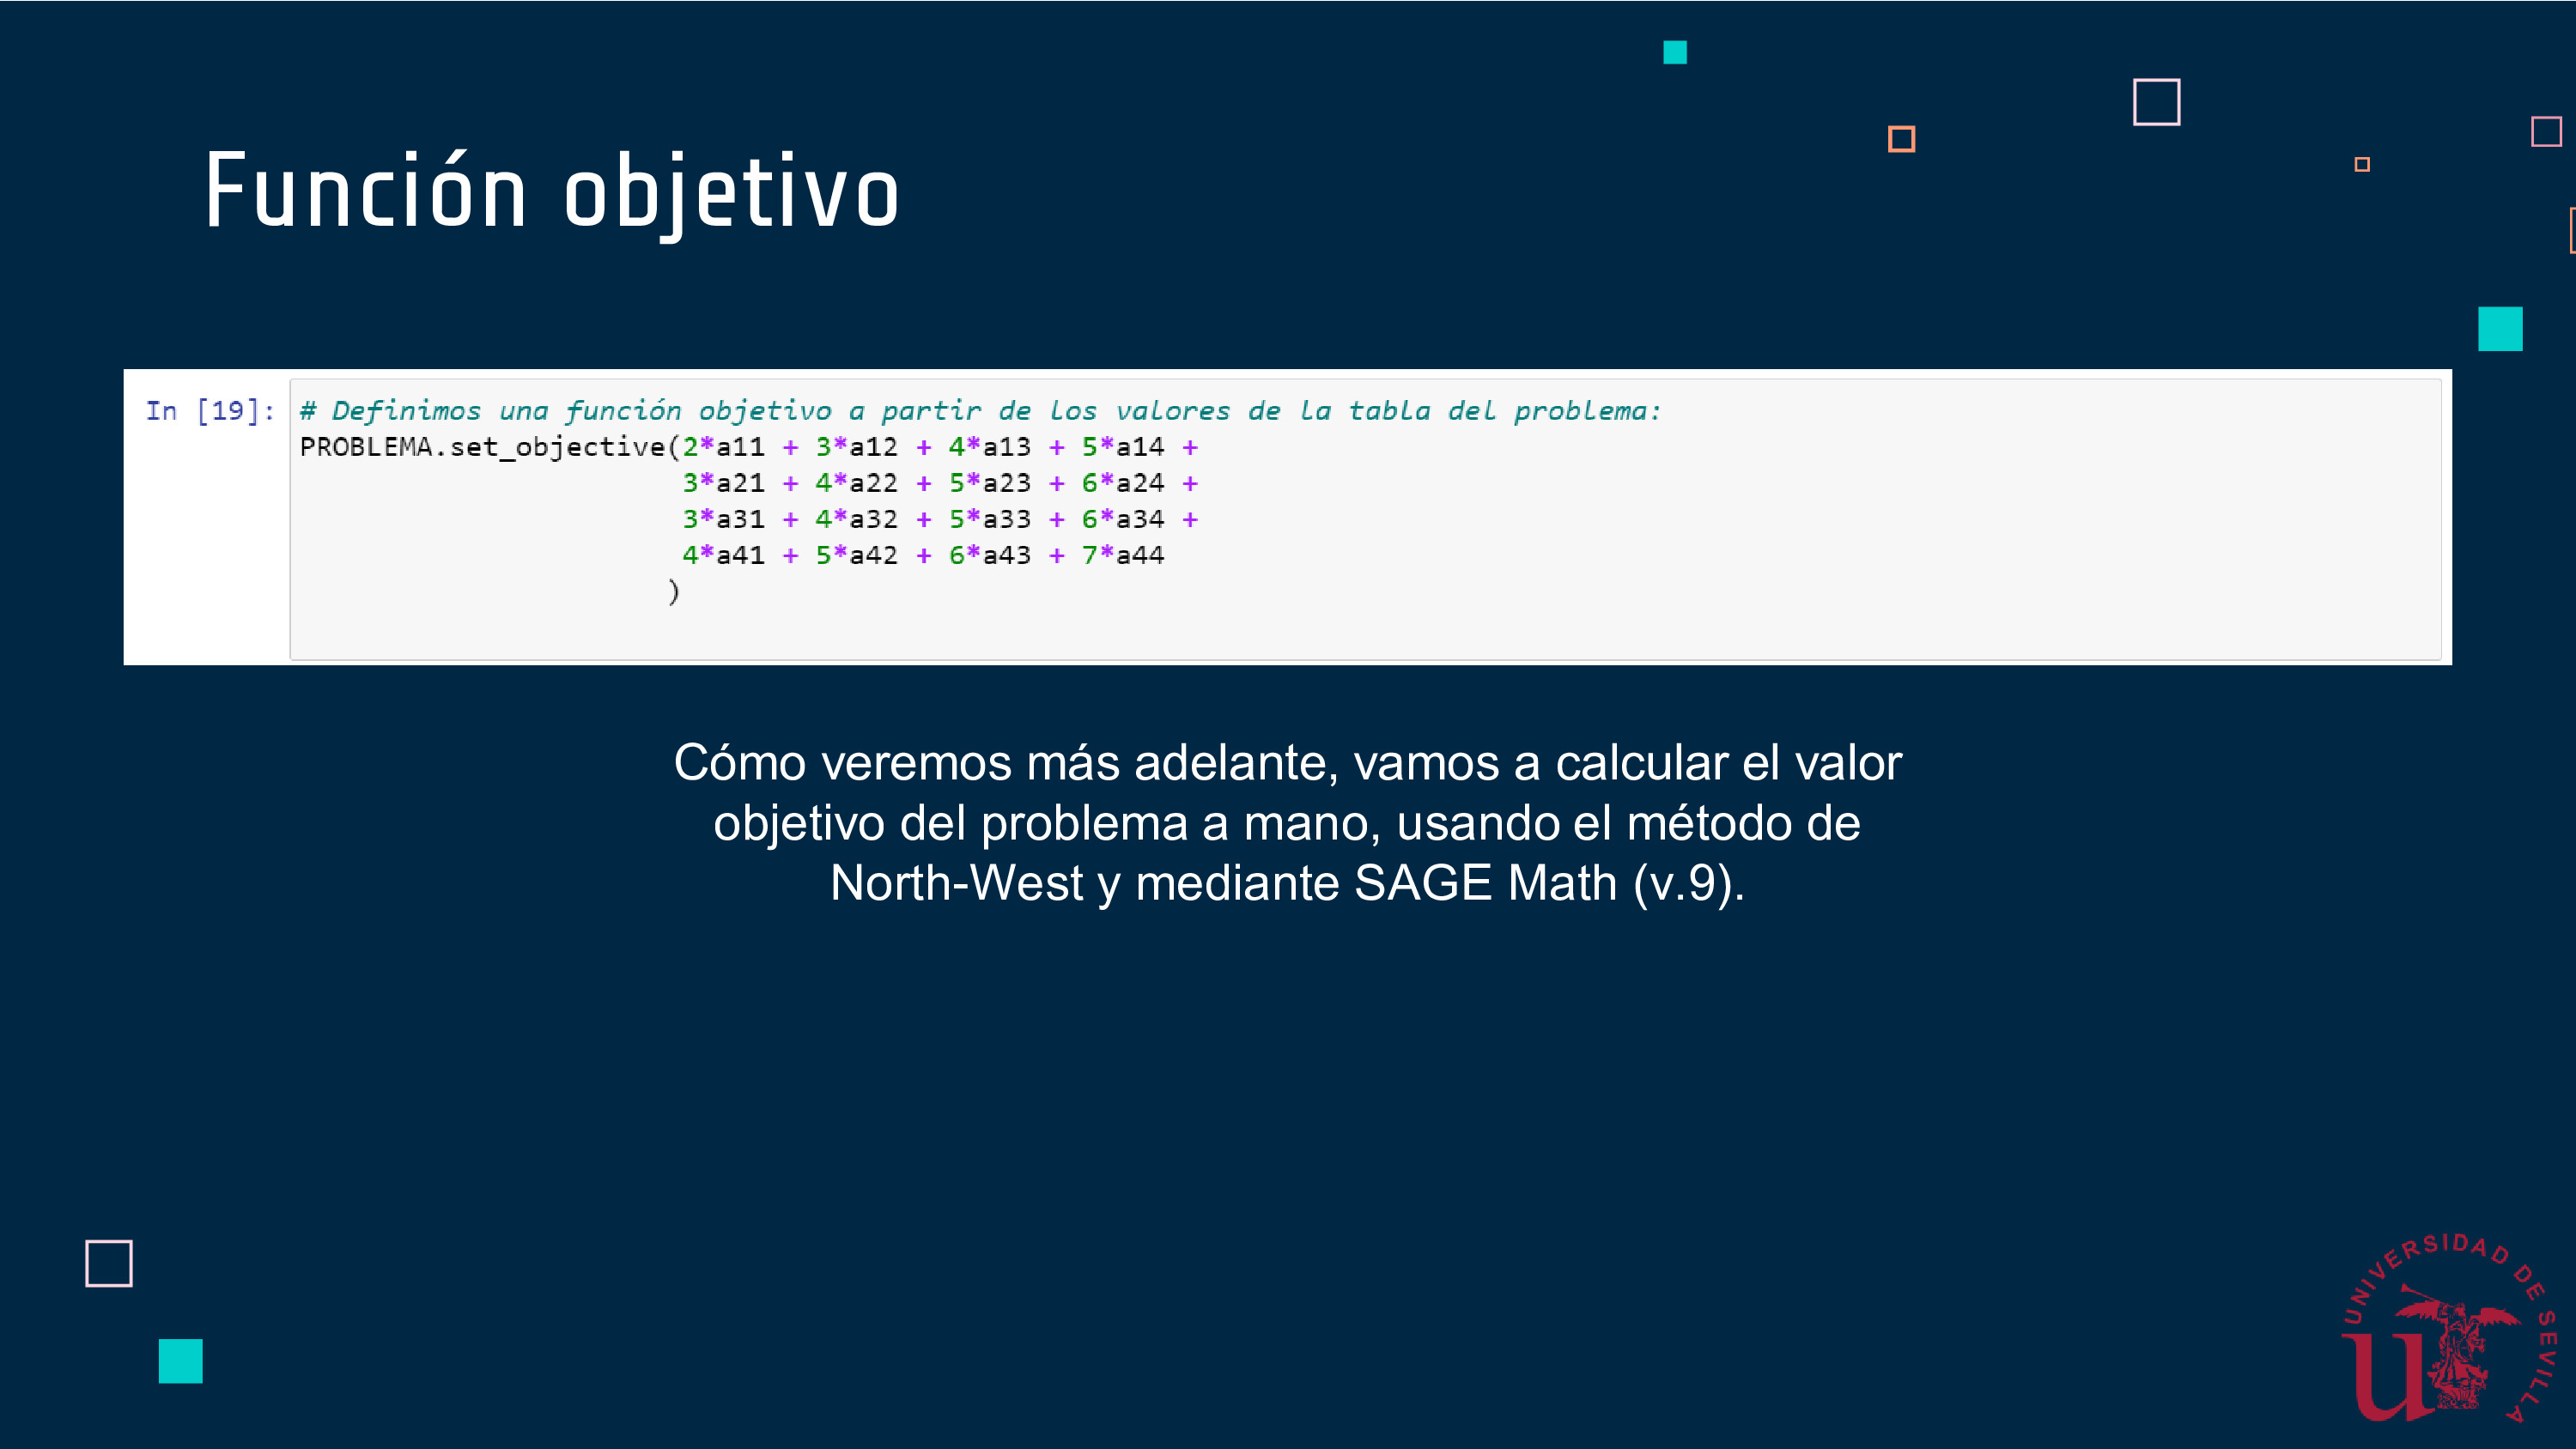 Función objetivo
In [19]: # Definimos una función objetivo a partir de los valores de la tabla del problema:
PROBLEMA.set_objective(2*a11 + 3*a12 + 4*a13 + 5*a14 +
3*a21 + 4*a22 + 5*a23 + 6*a24 +
3*a31 + 4*a32 + 5*a33 + 6*a34 +
4*a41 + 5*a42 + 6*a43 + 7*a44
)
Cómo veremos más adelante, vamos a calcular el valor
objetivo del problema a mano, usando el método de
North-West y mediante SAGE Math (v.9).
UNIVERSIDAD DE SEVILLA
u